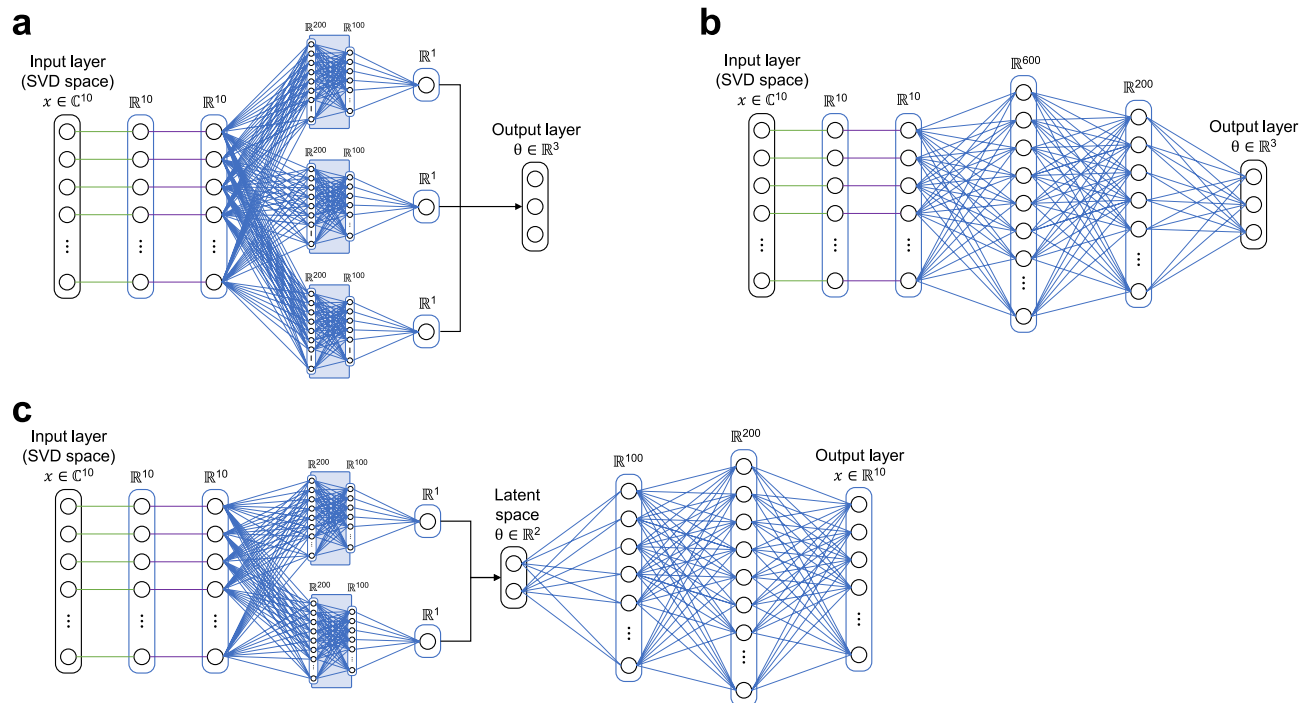 a
Input layer
(SVD space)
𝑥 ∈ ℂ¹⁰
ℝ¹⁰
ℝ¹⁰
ℝ²⁰⁰
ℝ¹⁰⁰
ℝ²⁰⁰
ℝ¹⁰⁰
ℝ²⁰⁰
ℝ¹⁰⁰
ℝ¹
ℝ¹
ℝ¹
Output layer
θ ∈ ℝ³
b
Input layer
(SVD space)
𝑥 ∈ ℂ¹⁰
ℝ¹⁰
ℝ¹⁰
ℝ⁶⁰⁰
ℝ²⁰⁰
Output layer
θ ∈ ℝ³
c
Input layer
(SVD space)
𝑥 ∈ ℂ¹⁰
ℝ¹⁰
ℝ¹⁰
ℝ²⁰⁰
ℝ¹⁰⁰
ℝ²⁰⁰
ℝ¹⁰⁰
ℝ¹
ℝ¹
Latent
space
θ ∈ ℝ²
ℝ¹⁰⁰
ℝ²⁰⁰
Output layer
𝑥 ∈ ℝ¹⁰